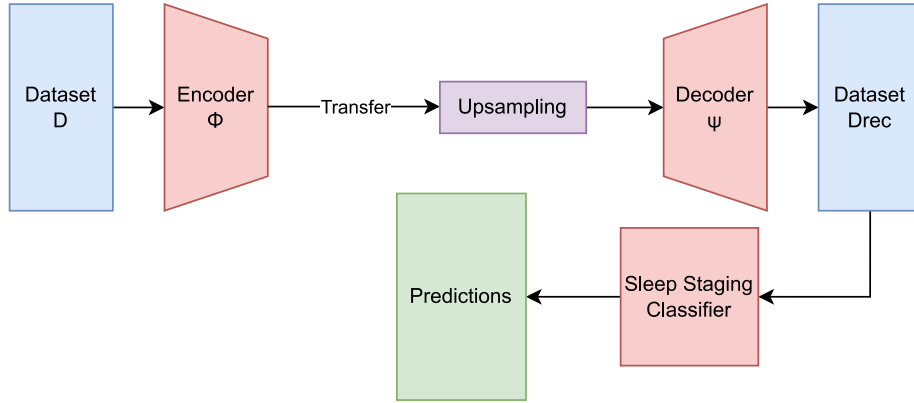 Dataset
D
Encoder
Φ
Transfer
Upsampling
Decoder
ψ
Dataset
Drec
Predictions
Sleep Staging
Classifier